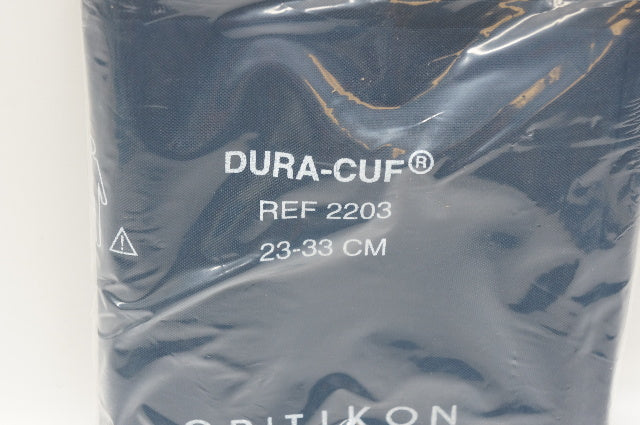 DURA-CUF®
REF 2203
23-33 CM
CRITIKON